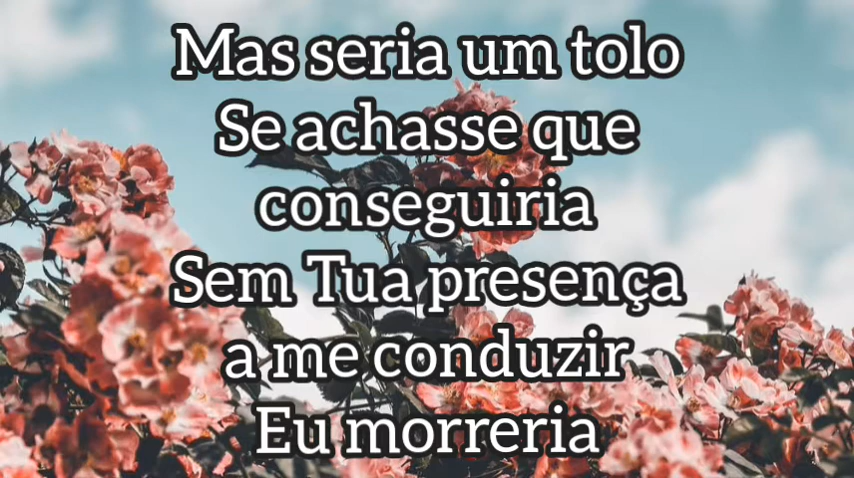 Mas seria um tolo
Se achasse que
conseguiria
Sem Tua presença
a me conduzir
Eu morreria